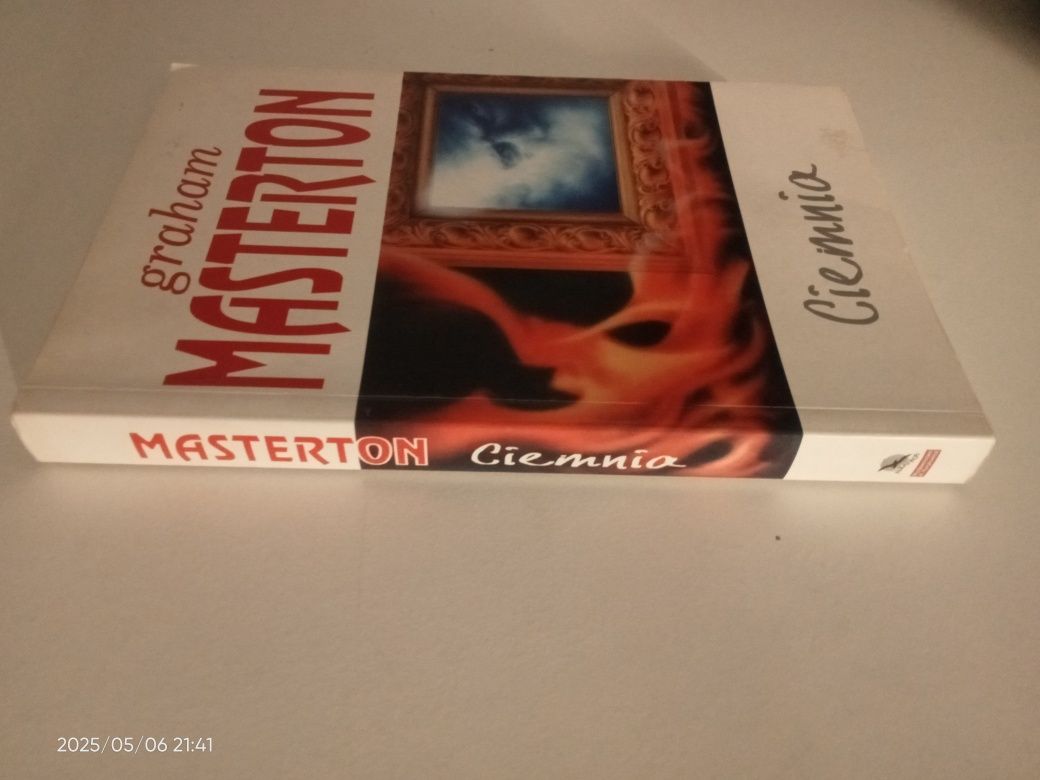 graham
MASTERTON
Ciemnia
MASTERTON Ciemnia
2025/05/06 21:41